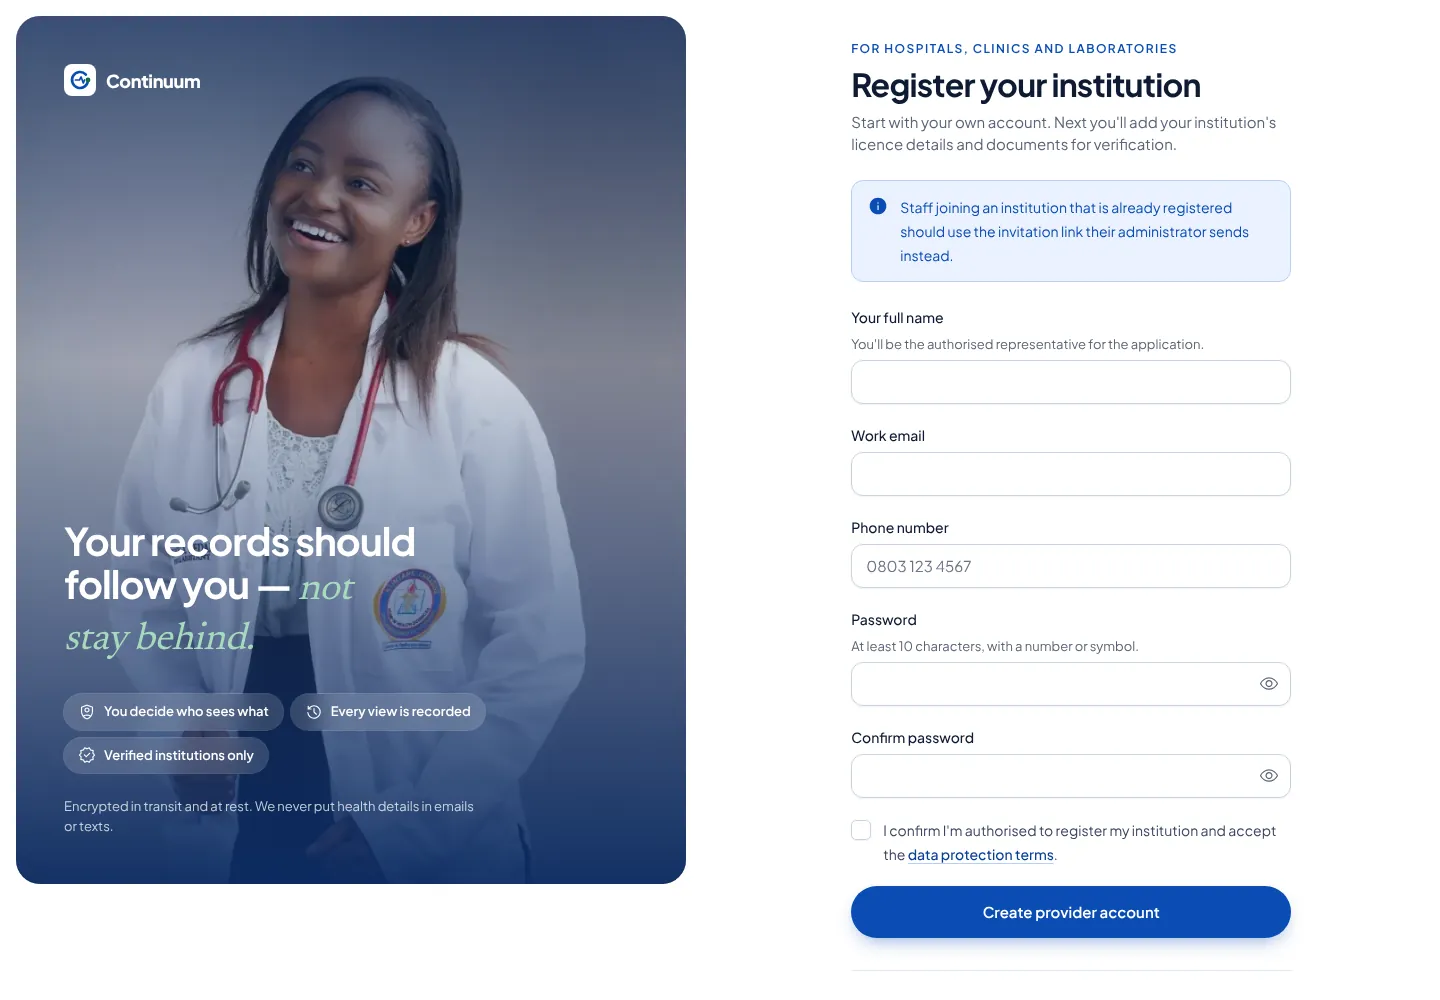 Continuum
Your records should
follow you — not
stay behind.
You decide who sees what
Every view is recorded
Verified institutions only
Encrypted in transit and at rest. We never put health details in emails
or texts.
FOR HOSPITALS, CLINICS AND LABORATORIES
Register your institution
Start with your own account. Next you'll add your institution's
licence details and documents for verification.
Staff joining an institution that is already registered
should use the invitation link their administrator sends
instead.
Your full name
You'll be the authorised representative for the application.
Work email
Phone number
0803 123 4567
Password
At least 10 characters, with a number or symbol.
Confirm password
I confirm I'm authorised to register my institution and accept
the data protection terms.
Create provider account